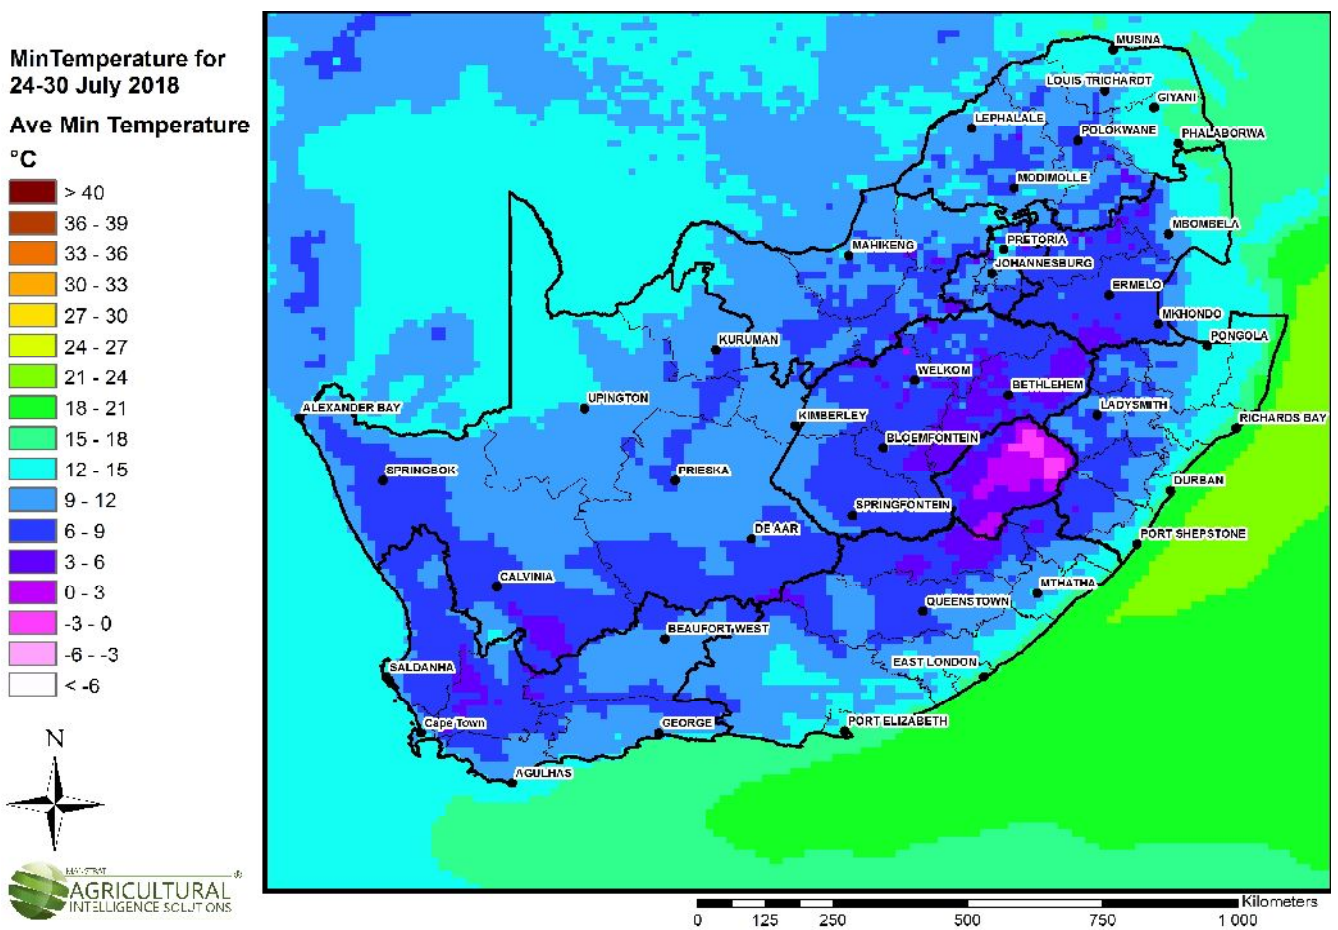 MinTemperature for
24-30 July 2018
Ave Min Temperature
°C
> 40
36 - 39
33 - 36
30 - 33
27 - 30
24 - 27
21 - 24
18 - 21
15 - 18
12 - 15
9 - 12
6 - 9
3 - 6
0 - 3
-3 - 0
-6 - -3
< -6
N
MANSTRAT
AGRICULTURAL ®
INTELLIGENCE SOLUTIONS
MUSINA
LOUIS TRICHARDT
GIYANI
LEPHALALE
POLOKWANE
PHALABORWA
MODIMOLLE
MBOMBELA
PRETORIA
MAHIKENG
JOHANNESBURG
ERMELO
MKHONDO
KURUMAN
PONGOLA
WELKOM
BETHLEHEM
UPINGTON
ALEXANDER BAY
KIMBERLEY
LADYSMITH
RICHARDS BAY
BLOEMFONTEIN
SPRINGBOK
PRIESKA
DURBAN
SPRINGFONTEIN
DE AAR
PORT SHEPSTONE
CALVINIA
MTHATHA
QUEENSTOWN
BEAUFORT WEST
SALDANHA
EAST LONDON
Cape Town
GEORGE
PORT ELIZABETH
AGULHAS
Kilometers
0 125 250 500 750 1 000